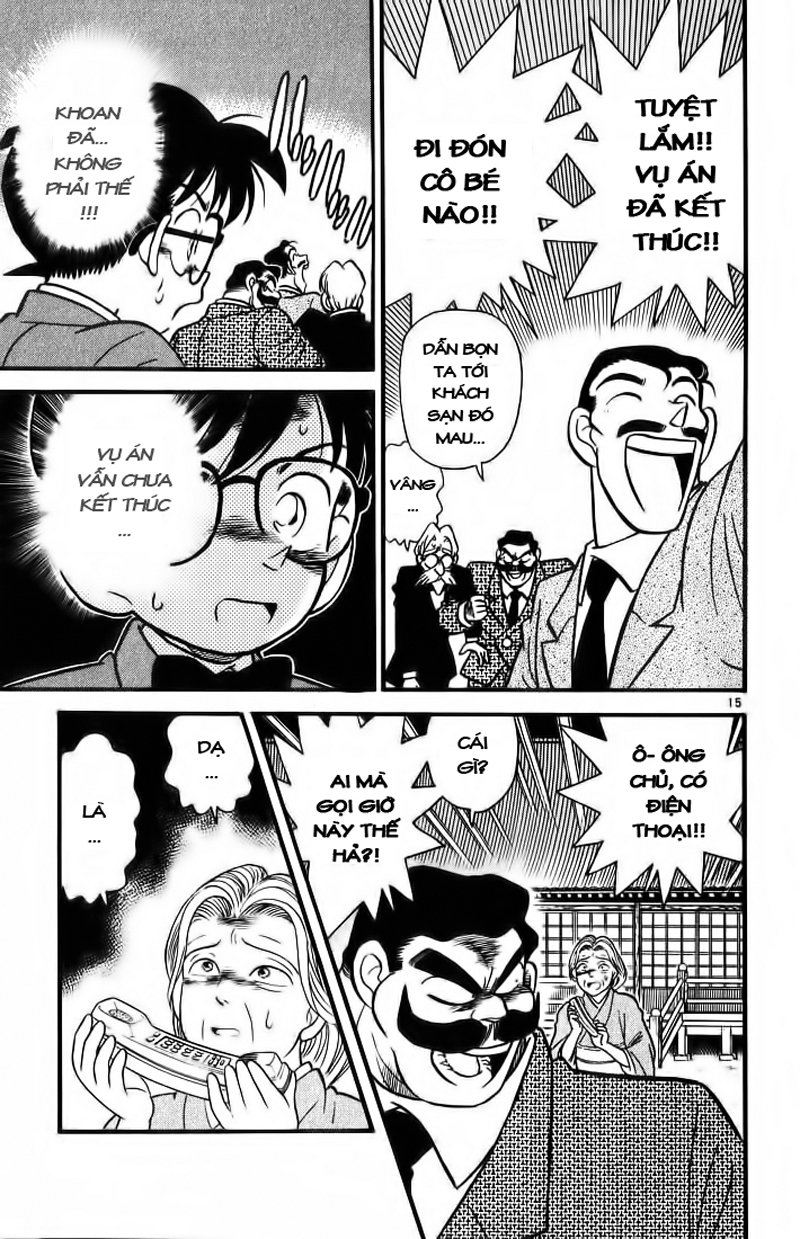 TUYỆT
LẮM!!
VỤ ÁN
ĐÃ KẾT
THÚC!!
ĐI ĐÓN
CÔ BÉ
NÀO!!
DẪN BỌN
TA TỚI
KHÁCH
SẠN ĐÓ
MAU...
VÂNG
...
KHOAN
ĐÃ...
KHÔNG
PHẢI THẾ
!!!
VỤ ÁN
VẪN CHƯA
KẾT THÚC
...
15
Ô- ÔNG
CHỦ, CÓ
ĐIỆN
THOẠI!!
CÁI
GÌ?
AI MÀ
GỌI GIỜ
NÀY THẾ
HẢ?!
DẠ
...
LÀ
...